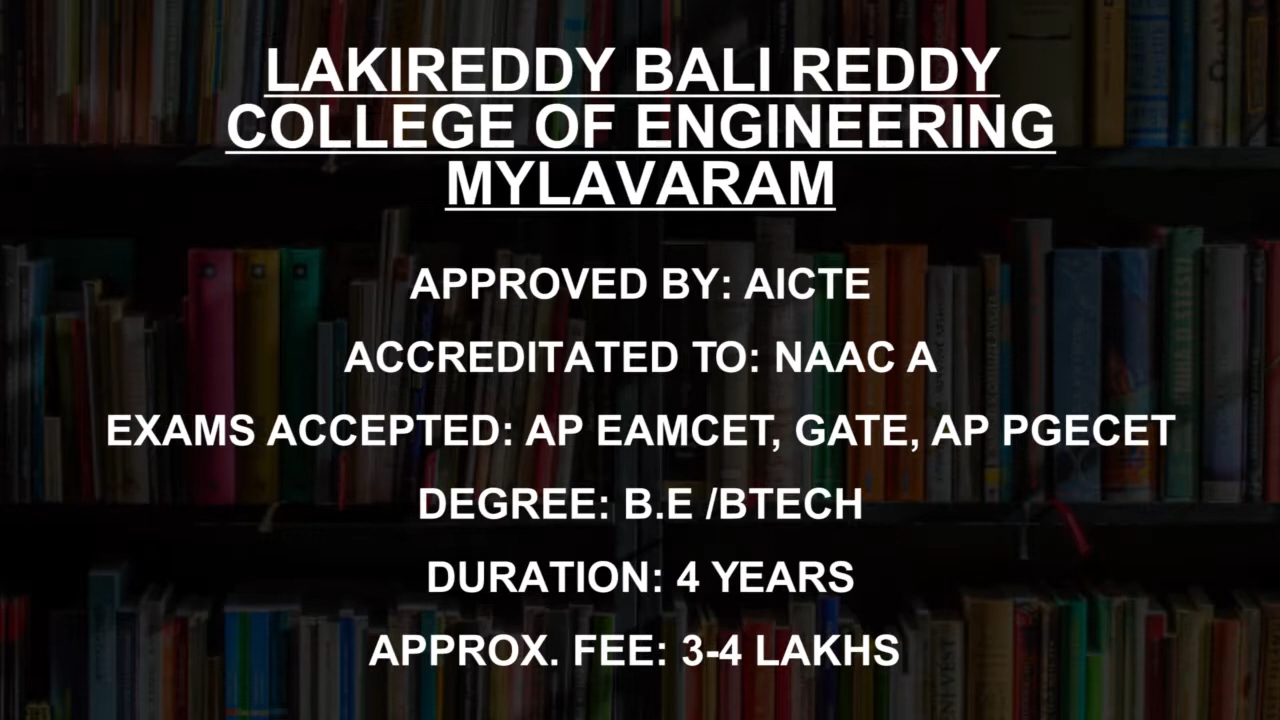 LAKIREDDY BALI REDDY
COLLEGE OF ENGINEERING
MYLAVARAM
APPROVED BY: AICTE
ACCREDITATED TO: NAAC A
EXAMS ACCEPTED: AP EAMCET, GATE, AP PGECET
DEGREE: B.E /BTECH
DURATION: 4 YEARS
APPROX. FEE: 3-4 LAKHS